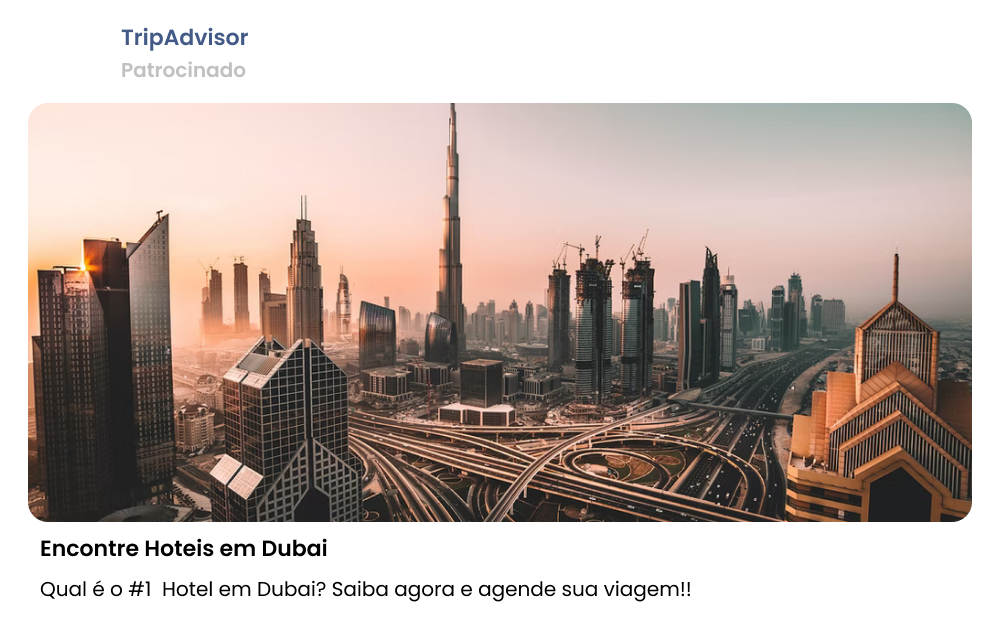 TripAdvisor
Patrocinado
Encontre Hoteis em Dubai
Qual é o #1 Hotel em Dubai? Saiba agora e agende sua viagem!!